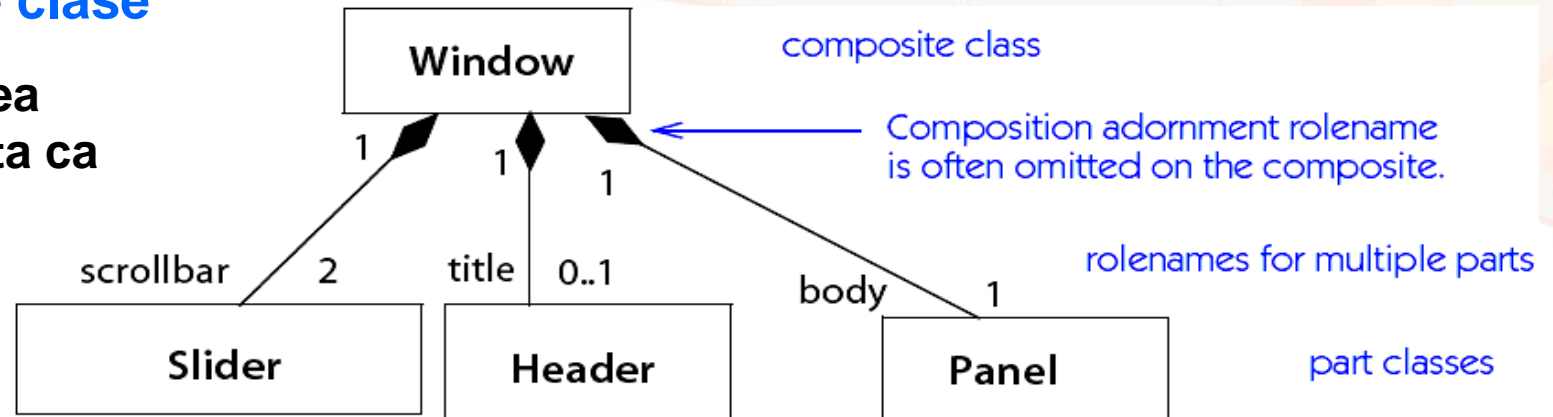 clase
ea
ta ca
Window
composite class
Composition adornment rolename
is often omitted on the composite.
1
1
1
rolenames for multiple parts
scrollbar
2
title
0..1
body
1
Slider
Header
Panel
part classes